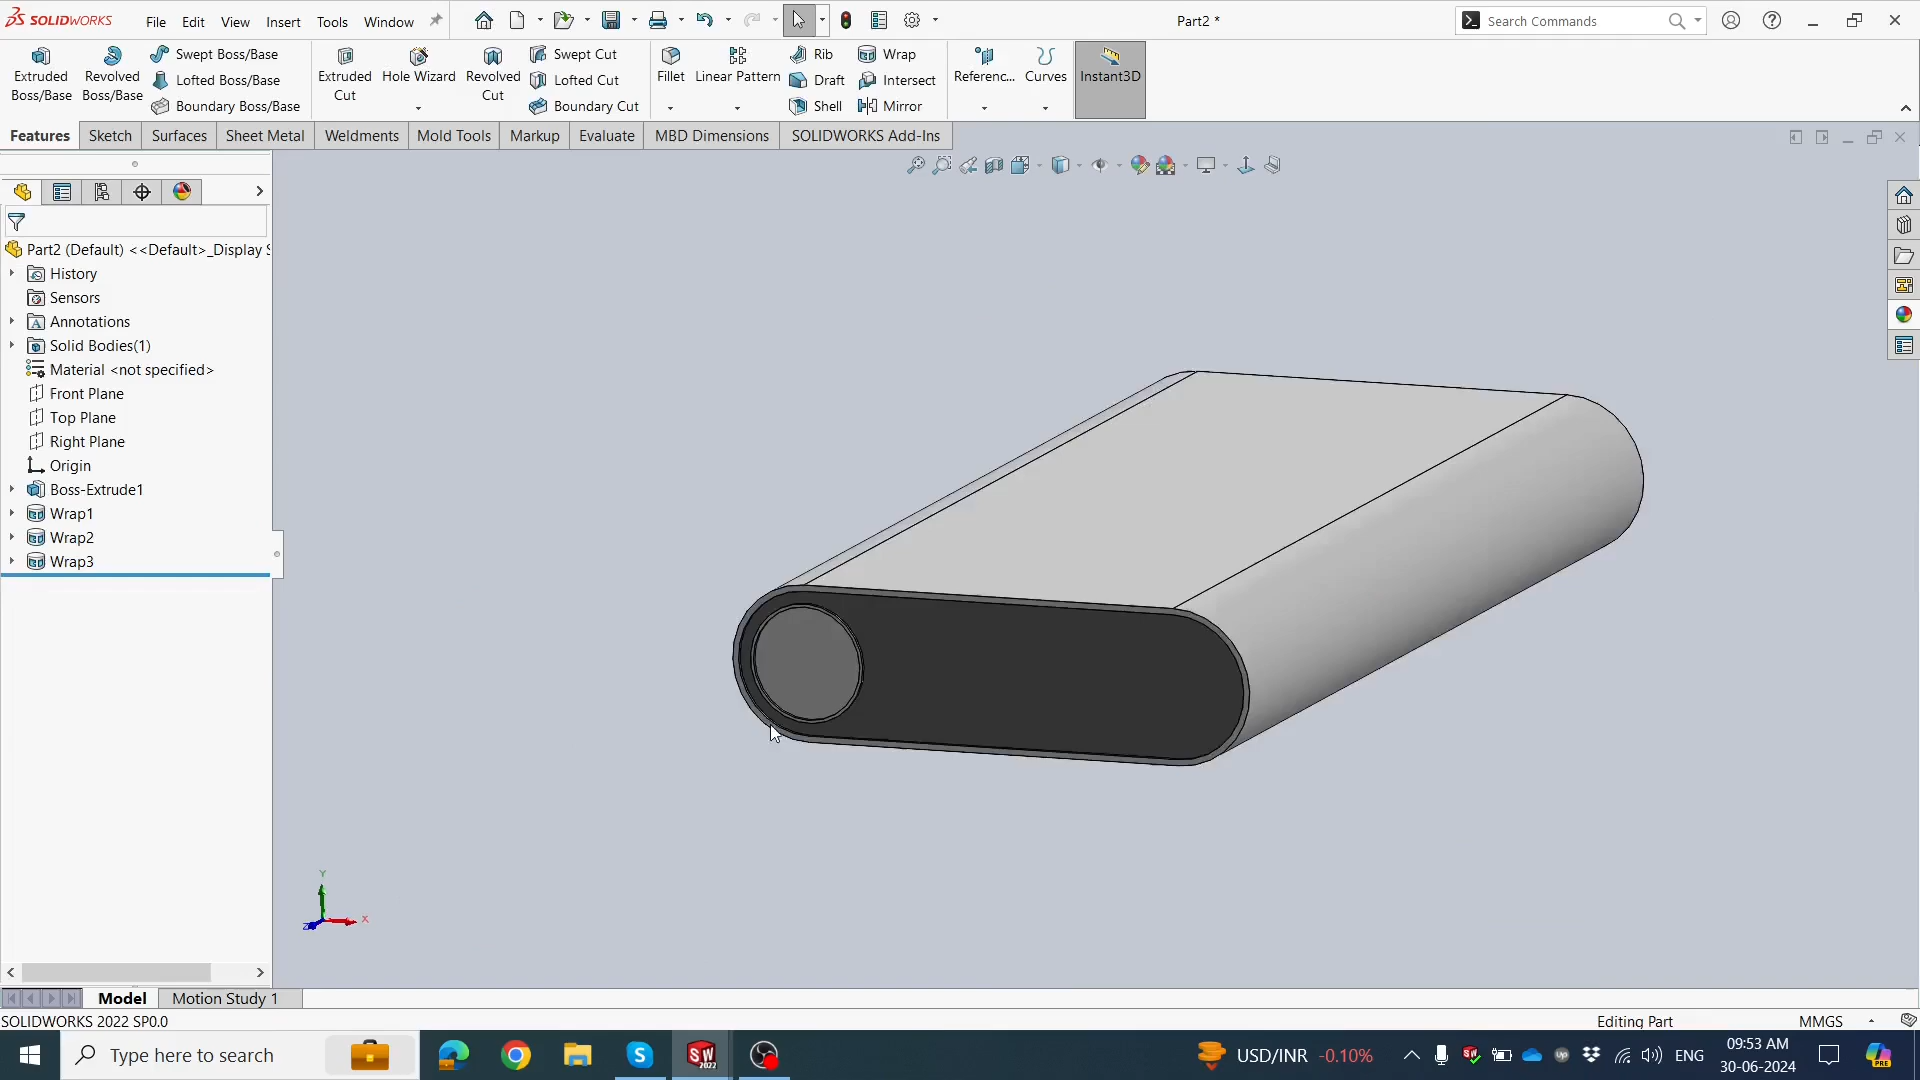 SOLIDWORKS File Edit View Insert Tools Window Part2 * Search Commands
Extruded Boss/Base
Revolved Boss/Base
Swept Boss/Base
Lofted Boss/Base
Boundary Boss/Base
Extruded Cut
Hole Wizard
Revolved Cut
Swept Cut
Lofted Cut
Boundary Cut
Fillet
Linear Pattern
Rib
Draft
Shell
Wrap
Intersect
Mirror
Referenc...
Curves
Instant3D
Features Sketch Surfaces Sheet Metal Weldments Mold Tools Markup Evaluate MBD Dimensions SOLIDWORKS Add-Ins
Part2 (Default) <<Default>_Display S
History
Sensors
Annotations
Solid Bodies(1)
Material <not specified>
Front Plane
Top Plane
Right Plane
Origin
Boss-Extrude1
Wrap1
Wrap2
Wrap3
Y
X
Z
Model Motion Study 1
SOLIDWORKS 2022 SP0.0 Editing Part MMGS
Type here to search USD/INR -0.10% ENG
09:53 AM
30-06-2024